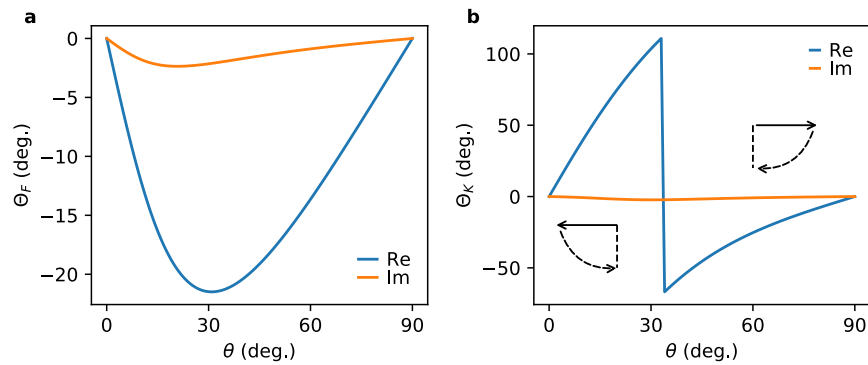 a
0
−5
−10
−15
−20
Θ_F (deg.)
0
30
60
90
θ (deg.)
Re
Im
b
100
50
0
−50
Θ_K (deg.)
0
30
60
90
θ (deg.)
Re
Im